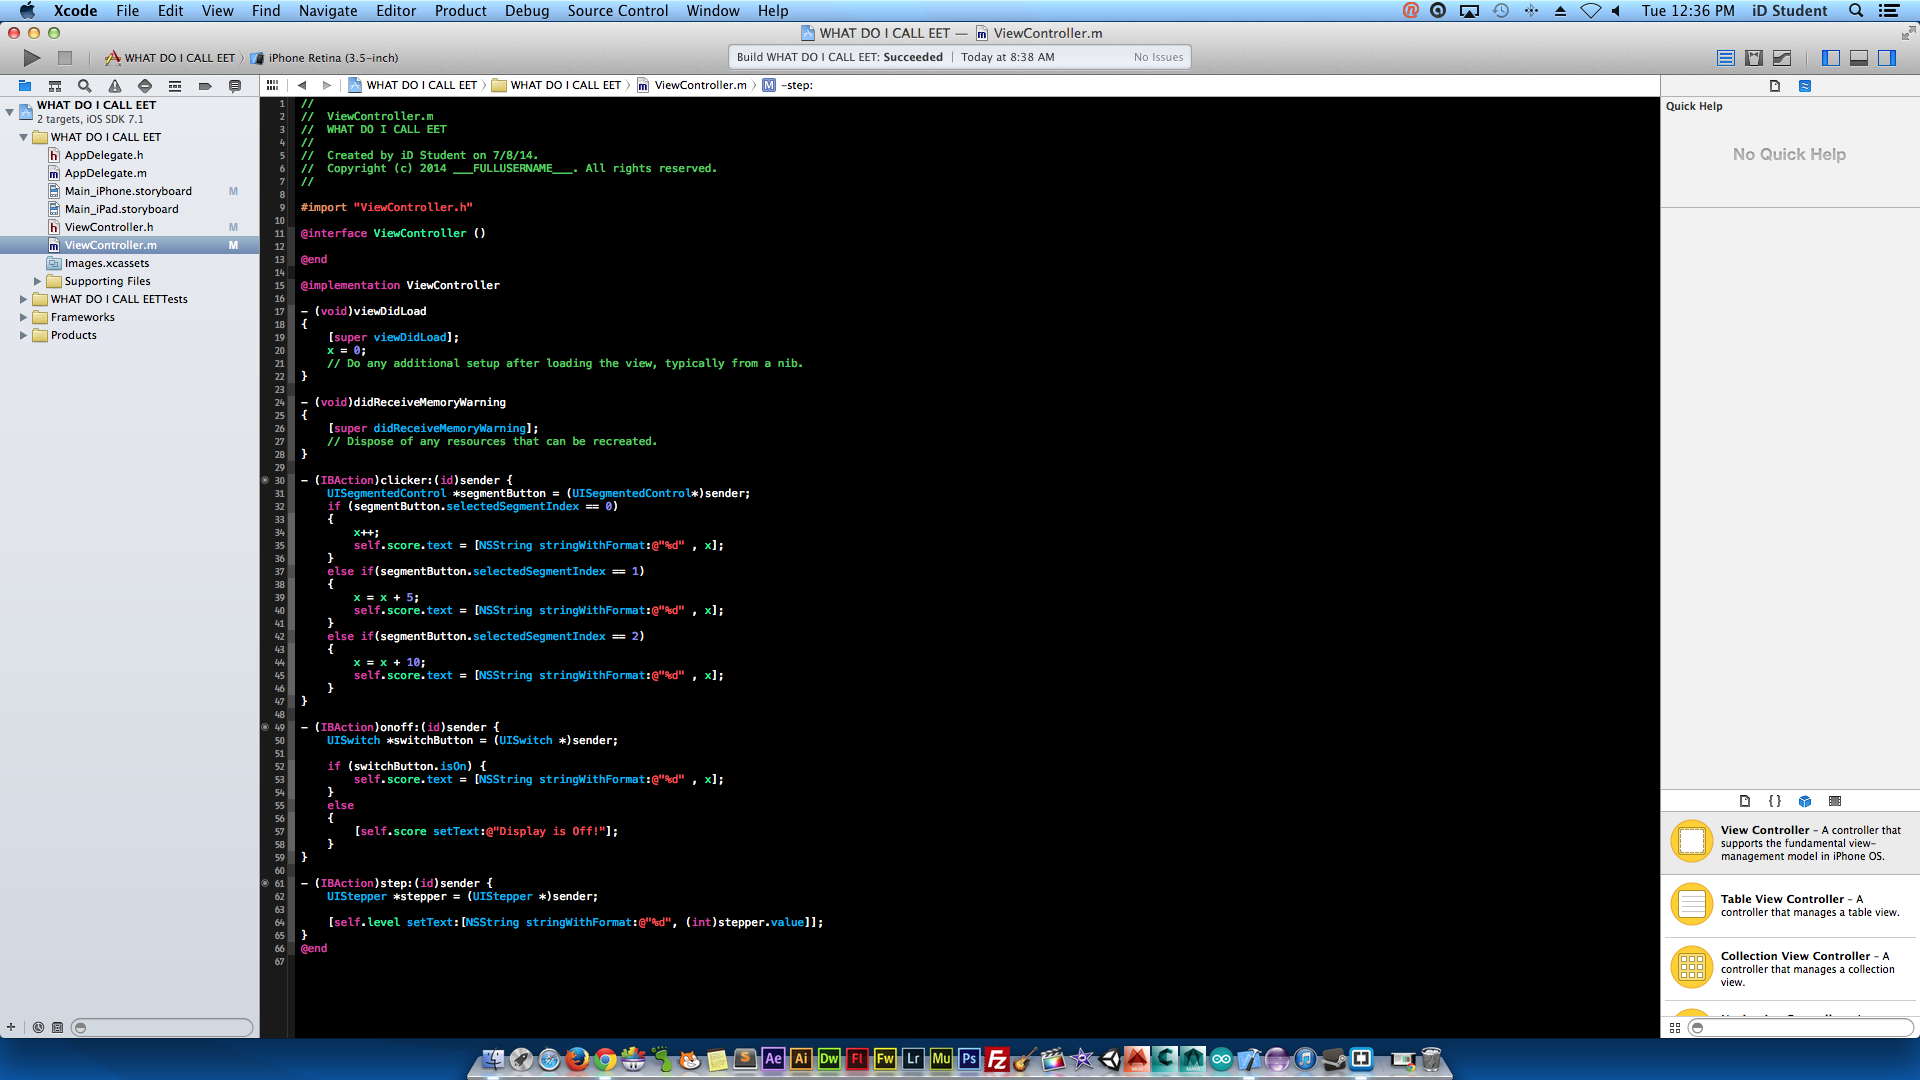 Xcode File Edit View Find Navigate Editor Product Debug Source Control Window Help
Tue 12:36 PM iD Student
WHAT DO I CALL EET — ViewController.m
WHAT DO I CALL EET iPhone Retina (3.5-inch)
Build WHAT DO I CALL EET: Succeeded Today at 8:38 AM No Issues
WHAT DO I CALL EET WHAT DO I CALL EET ViewController.m M -step:
WHAT DO I CALL EET
2 targets, iOS SDK 7.1
WHAT DO I CALL EET
h AppDelegate.h
m AppDelegate.m
Main_iPhone.storyboard M
Main_iPad.storyboard
h ViewController.h M
m ViewController.m M
Images.xcassets
Supporting Files
WHAT DO I CALL EETTests
Frameworks
Products
1 //
2 //  ViewController.m
3 //  WHAT DO I CALL EET
4 //
5 //  Created by iD Student on 7/8/14.
6 //  Copyright (c) 2014 ___FULLUSERNAME___. All rights reserved.
7 //
8
9 #import "ViewController.h"
10
11 @interface ViewController ()
12
13 @end
14
15 @implementation ViewController
16
17 - (void)viewDidLoad
18 {
19     [super viewDidLoad];
20     x = 0;
21     // Do any additional setup after loading the view, typically from a nib.
22 }
23
24 - (void)didReceiveMemoryWarning
25 {
26     [super didReceiveMemoryWarning];
27     // Dispose of any resources that can be recreated.
28 }
29
30 - (IBAction)clicker:(id)sender {
31     UISegmentedControl *segmentButton = (UISegmentedControl*)sender;
32     if (segmentButton.selectedSegmentIndex == 0)
33     {
34         x++;
35         self.score.text = [NSString stringWithFormat:@"%d" , x];
36     }
37     else if(segmentButton.selectedSegmentIndex == 1)
38     {
39         x = x + 5;
40         self.score.text = [NSString stringWithFormat:@"%d" , x];
41     }
42     else if(segmentButton.selectedSegmentIndex == 2)
43     {
44         x = x + 10;
45         self.score.text = [NSString stringWithFormat:@"%d" , x];
46     }
47 }
48
49 - (IBAction)onoff:(id)sender {
50     UISwitch *switchButton = (UISwitch *)sender;
51
52     if (switchButton.isOn) {
53         self.score.text = [NSString stringWithFormat:@"%d" , x];
54     }
55     else
56     {
57         [self.score setText:@"Display is Off!"];
58     }
59 }
60
61 - (IBAction)step:(id)sender {
62     UIStepper *stepper = (UIStepper *)sender;
63
64     [self.level setText:[NSString stringWithFormat:@"%d", (int)stepper.value]];
65 }
66 @end
67
Quick Help
No Quick Help
{ }
View Controller – A controller that
supports the fundamental view-
management model in iPhone OS.
Table View Controller – A
controller that manages a table view.
Collection View Controller – A
controller that manages a collection
view.
Ae Ai Dw Fl Fw Lr Mu Ps Fz